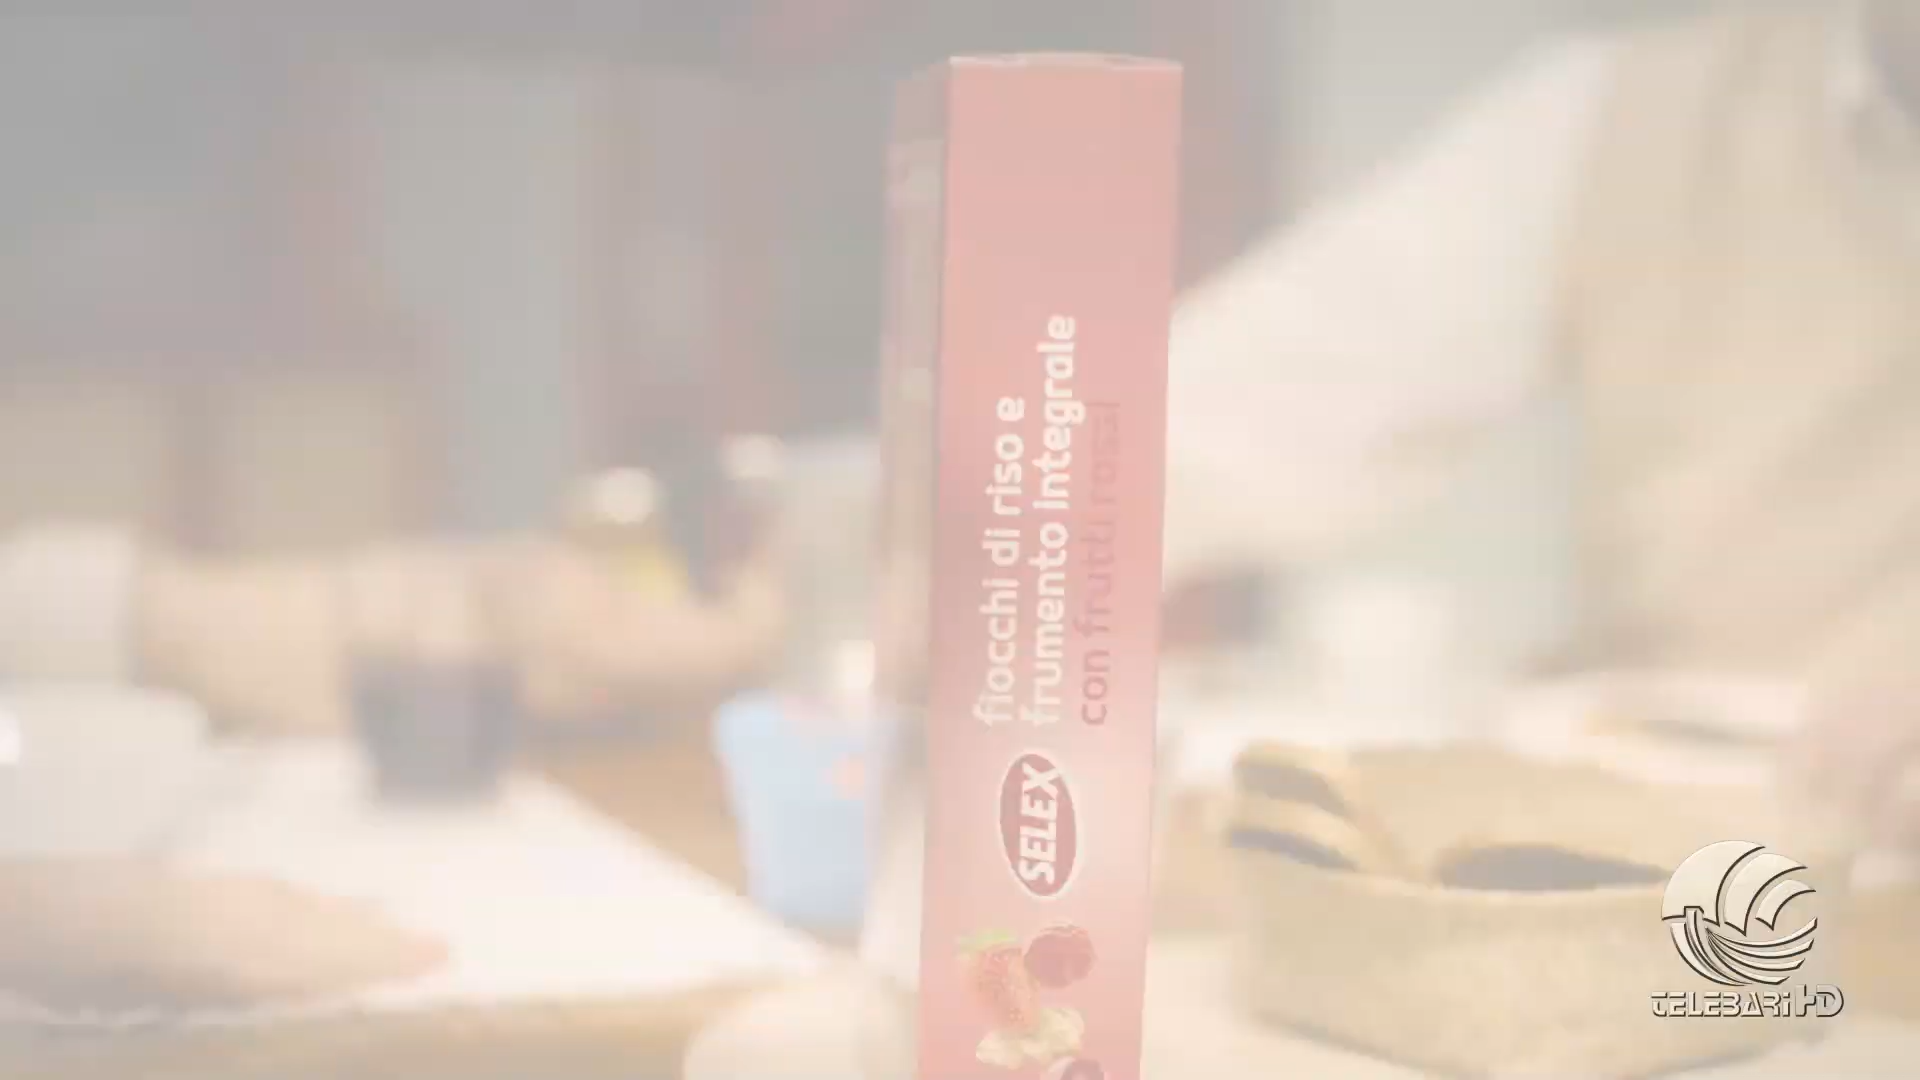 fiocchi di riso e
frumento integrale
con frutti rossi
SELEX
TELEBARI HD